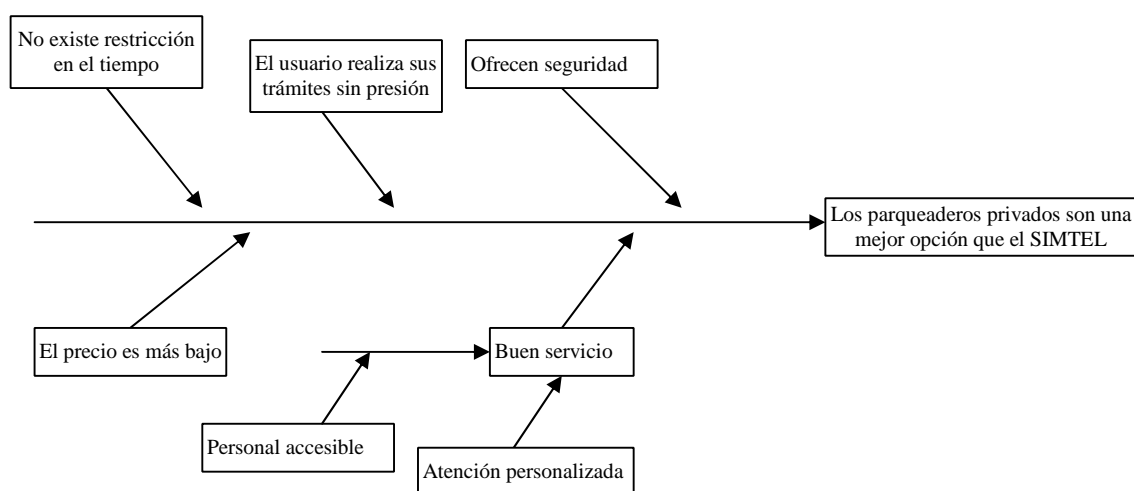 No existe restricción
en el tiempo
El usuario realiza sus
trámites sin presión
Ofrecen seguridad
Los parqueaderos privados son una
mejor opción que el SIMTEL
El precio es más bajo
Buen servicio
Personal accesible
Atención personalizada